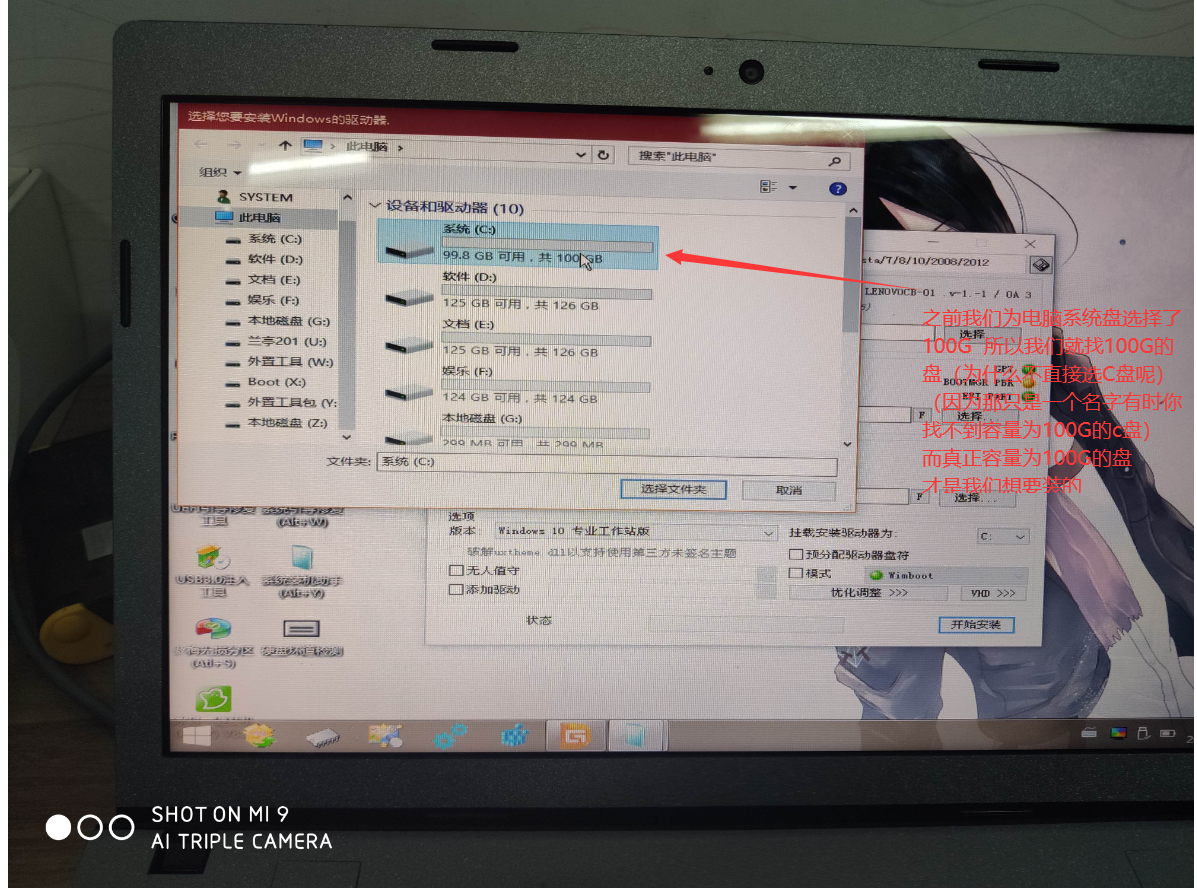 选择您要安装Windows的驱动器.
此电脑
搜索"此电脑"
组织
SYSTEM
此电脑
系统 (C:)
软件 (D:)
文档 (E:)
娱乐 (F:)
本地磁盘 (G:)
兰亭201 (U:)
外置工具 (W:)
Boot (X:)
外置工具包 (Y:
本地磁盘 (Z:)
设备和驱动器 (10)
系统 (C:)
99.8 GB 可用，共 100 GB
软件 (D:)
125 GB 可用，共 126 GB
文档 (E:)
125 GB 可用，共 126 GB
娱乐 (F:)
124 GB 可用，共 124 GB
本地磁盘 (G:)
299 MB 可用，共 299 MB
文件夹:
系统 (C:)
选择文件夹
取消
sta/7/8/10/2008/2012
LENOVOCB-01 .v-1.-1 / OA 3
选择
BOOTMGR PBR
F
选择
F
选择...
之前我们为电脑系统盘选择了
100G 所以我们就找100G的
盘（为什么不直接选C盘呢）
（因为那只是一个名字有时你
找不到容量为100G的c盘）
而真正容量为100G的盘
才是我们想要装的
选项
版本:
Windows 10 专业工作站版
破解uxtheme.dll以支持使用第三方未签名主题
无人值守
添加驱动
挂载安装驱动器为:
C:
预分配驱动器盘符
模式
Wimboot
优化调整 >>>
VHD >>>
状态
开始安装
工具
(Alt+W)
USB3.0注入
工具
(Alt+Y)
(Alt+S)
SHOT ON MI 9
AI TRIPLE CAMERA